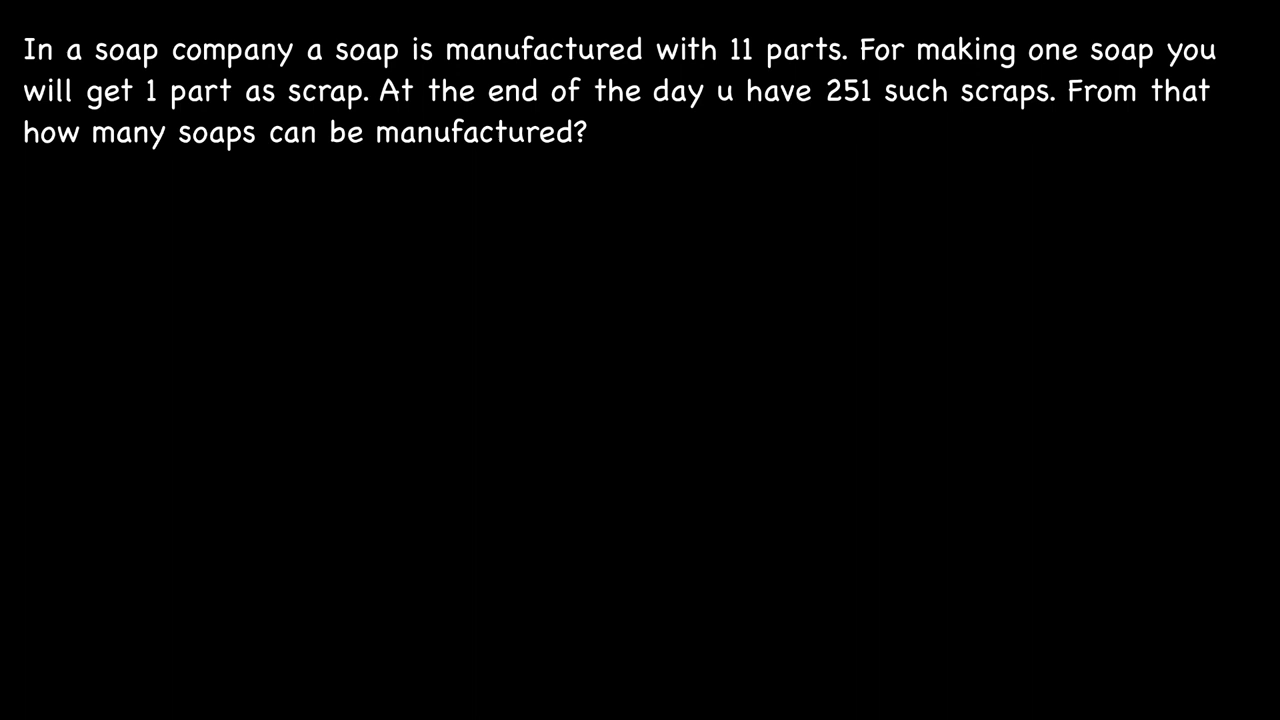 In a soap company a soap is manufactured with 11 parts. For making one soap you
will get 1 part as scrap. At the end of the day u have 251 such scraps. From that
how many soaps can be manufactured?